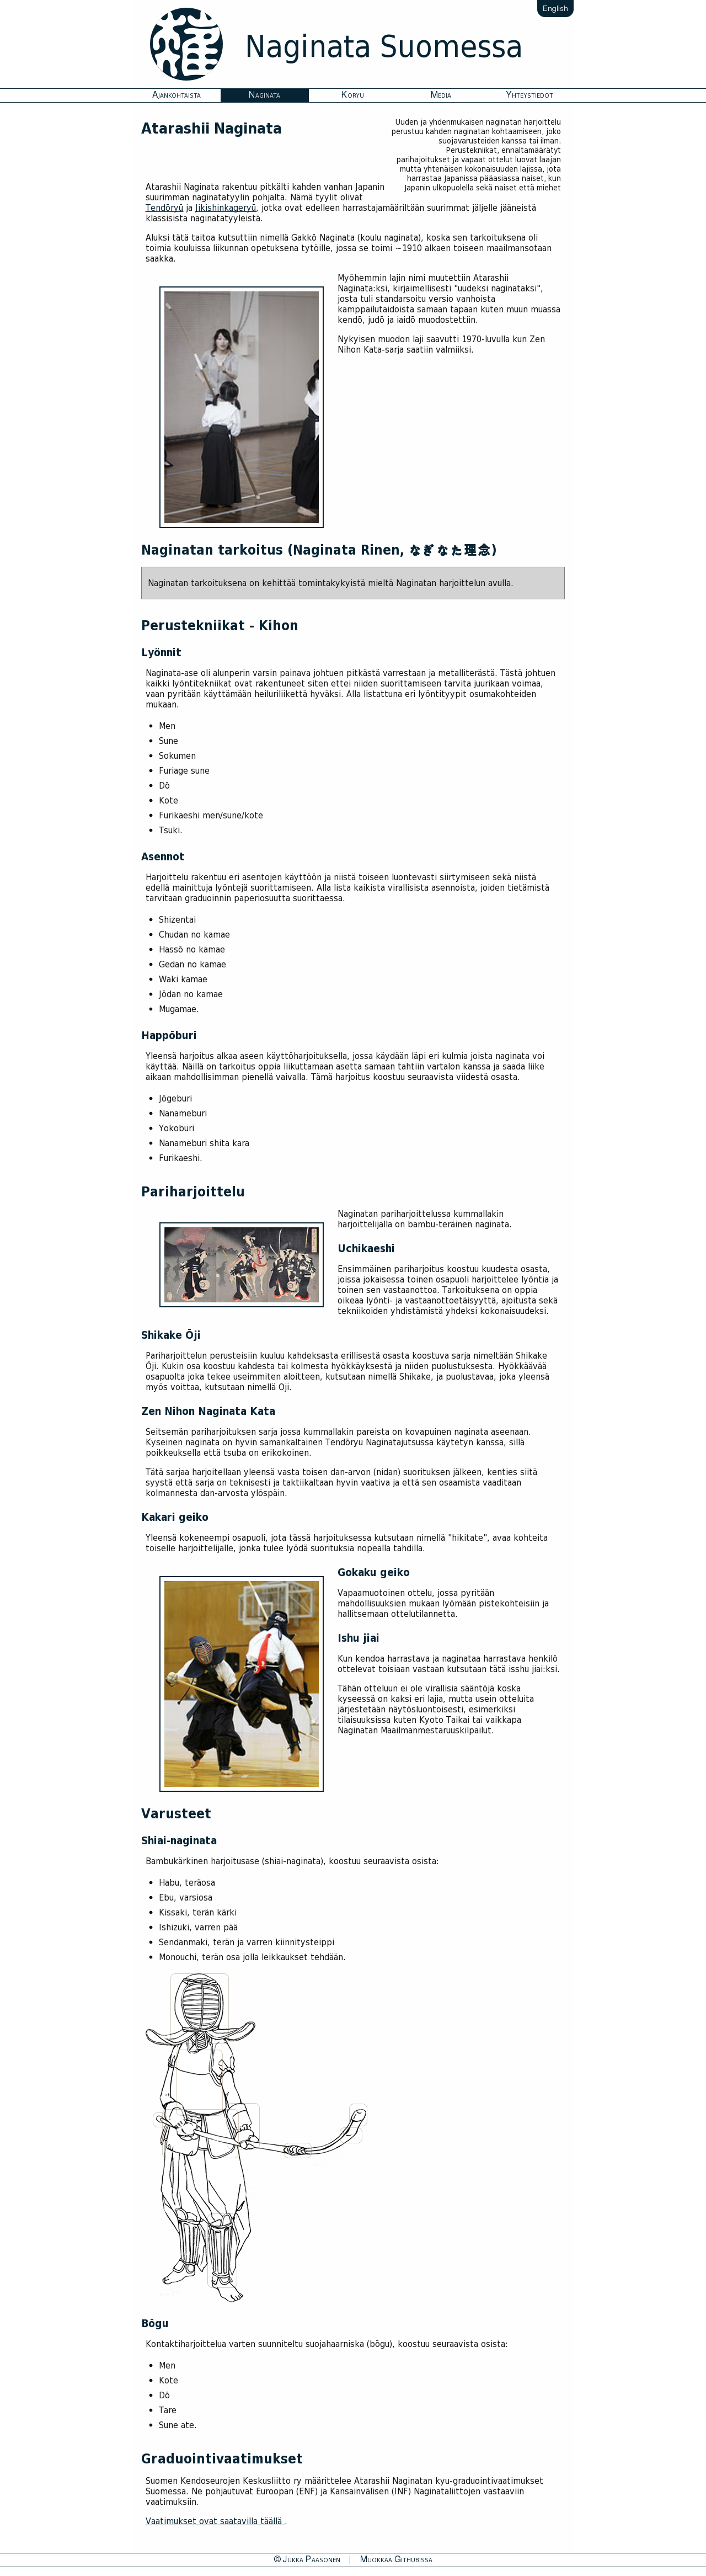 English
Naginata Suomessa
Ajankohtaista Naginata Koryu Media Yhteystiedot
Atarashii Naginata
Uuden ja yhdenmukaisen naginatan harjoittelu
perustuu kahden naginatan kohtaamiseen, joko
suojavarusteiden kanssa tai ilman.
Perustekniikat, ennaltamäärätyt
parihajoitukset ja vapaat ottelut luovat laajan
mutta yhtenäisen kokonaisuuden lajissa, jota
harrastaa Japanissa pääasiassa naiset, kun
Japanin ulkopuolella sekä naiset että miehet
Atarashii Naginata rakentuu pitkälti kahden vanhan Japanin
suurimman naginatatyylin pohjalta. Nämä tyylit olivat
Tendōryū ja Jikishinkageryū, jotka ovat edelleen harrastajamääriltään suurimmat jäljelle jääneistä
klassisista naginatatyyleistä.
Aluksi tätä taitoa kutsuttiin nimellä Gakkō Naginata (koulu naginata), koska sen tarkoituksena oli
toimia kouluissa liikunnan opetuksena tytöille, jossa se toimi ~1910 alkaen toiseen maailmansotaan
saakka.
Myöhemmin lajin nimi muutettiin Atarashii
Naginata:ksi, kirjaimellisesti "uudeksi naginataksi",
josta tuli standarsoitu versio vanhoista
kamppailutaidoista samaan tapaan kuten muun muassa
kendō, judō ja iaidō muodostettiin.
Nykyisen muodon laji saavutti 1970-luvulla kun Zen
Nihon Kata-sarja saatiin valmiiksi.
Naginatan tarkoitus (Naginata Rinen, なぎなた理念)
Naginatan tarkoituksena on kehittää tomintakykyistä mieltä Naginatan harjoittelun avulla.
Perustekniikat - Kihon
Lyönnit
Naginata-ase oli alunperin varsin painava johtuen pitkästä varrestaan ja metalliterästä. Tästä johtuen
kaikki lyöntitekniikat ovat rakentuneet siten ettei niiden suorittamiseen tarvita juurikaan voimaa,
vaan pyritään käyttämään heiluriliikettä hyväksi. Alla listattuna eri lyöntityypit osumakohteiden
mukaan.
Men
Sune
Sokumen
Furiage sune
Dō
Kote
Furikaeshi men/sune/kote
Tsuki.
Asennot
Harjoittelu rakentuu eri asentojen käyttöön ja niistä toiseen luontevasti siirtymiseen sekä niistä
edellä mainittuja lyöntejä suorittamiseen. Alla lista kaikista virallisista asennoista, joiden tietämistä
tarvitaan graduoinnin paperiosuutta suorittaessa.
Shizentai
Chudan no kamae
Hassō no kamae
Gedan no kamae
Waki kamae
Jōdan no kamae
Mugamae.
Happōburi
Yleensä harjoitus alkaa aseen käyttöharjoituksella, jossa käydään läpi eri kulmia joista naginata voi
käyttää. Näillä on tarkoitus oppia liikuttamaan asetta samaan tahtiin vartalon kanssa ja saada liike
aikaan mahdollisimman pienellä vaivalla. Tämä harjoitus koostuu seuraavista viidestä osasta.
Jōgeburi
Nanameburi
Yokoburi
Nanameburi shita kara
Furikaeshi.
Pariharjoittelu
Naginatan pariharjoittelussa kummallakin
harjoittelijalla on bambu-teräinen naginata.
Uchikaeshi
Ensimmäinen pariharjoitus koostuu kuudesta osasta,
joissa jokaisessa toinen osapuoli harjoittelee lyöntia ja
toinen sen vastaanottoa. Tarkoituksena on oppia
oikeaa lyönti- ja vastaanottoetäisyyttä, ajoitusta sekä
tekniikoiden yhdistämistä yhdeksi kokonaisuudeksi.
Shikake Ōji
Pariharjoittelun perusteisiin kuuluu kahdeksasta erillisestä osasta koostuva sarja nimeltään Shikake
Ōji. Kukin osa koostuu kahdesta tai kolmesta hyökkäyksestä ja niiden puolustuksesta. Hyökkäävää
osapuolta joka tekee useimmiten aloitteen, kutsutaan nimellä Shikake, ja puolustavaa, joka yleensä
myös voittaa, kutsutaan nimellä Oji.
Zen Nihon Naginata Kata
Seitsemän pariharjoituksen sarja jossa kummallakin pareista on kovapuinen naginata aseenaan.
Kyseinen naginata on hyvin samankaltainen Tendōryu Naginatajutsussa käytetyn kanssa, sillä
poikkeuksella että tsuba on erikokoinen.
Tätä sarjaa harjoitellaan yleensä vasta toisen dan-arvon (nidan) suorituksen jälkeen, kenties siitä
syystä että sarja on teknisesti ja taktiikaltaan hyvin vaativa ja että sen osaamista vaaditaan
kolmannesta dan-arvosta ylöspäin.
Kakari geiko
Yleensä kokeneempi osapuoli, jota tässä harjoituksessa kutsutaan nimellä "hikitate", avaa kohteita
toiselle harjoittelijalle, jonka tulee lyödä suorituksia nopealla tahdilla.
Gokaku geiko
Vapaamuotoinen ottelu, jossa pyritään
mahdollisuuksien mukaan lyömään pistekohteisiin ja
hallitsemaan ottelutilannetta.
Ishu jiai
Kun kendoa harrastava ja naginataa harrastava henkilö
ottelevat toisiaan vastaan kutsutaan tätä isshu jiai:ksi.
Tähän otteluun ei ole virallisia sääntöjä koska
kyseessä on kaksi eri lajia, mutta usein otteluita
järjestetään näytösluontoisesti, esimerkiksi
tilaisuuksissa kuten Kyoto Taikai tai vaikkapa
Naginatan Maailmanmestaruuskilpailut.
Varusteet
Shiai-naginata
Bambukärkinen harjoitusase (shiai-naginata), koostuu seuraavista osista:
Habu, teräosa
Ebu, varsiosa
Kissaki, terän kärki
Ishizuki, varren pää
Sendanmaki, terän ja varren kiinnitysteippi
Monouchi, terän osa jolla leikkaukset tehdään.
Bōgu
Kontaktiharjoittelua varten suunniteltu suojahaarniska (bōgu), koostuu seuraavista osista:
Men
Kote
Dō
Tare
Sune ate.
Graduointivaatimukset
Suomen Kendoseurojen Keskusliitto ry määrittelee Atarashii Naginatan kyu-graduointivaatimukset
Suomessa. Ne pohjautuvat Euroopan (ENF) ja Kansainvälisen (INF) Naginataliittojen vastaaviin
vaatimuksiin.
Vaatimukset ovat saatavilla täällä .
© Jukka Paasonen | Muokkaa Githubissa